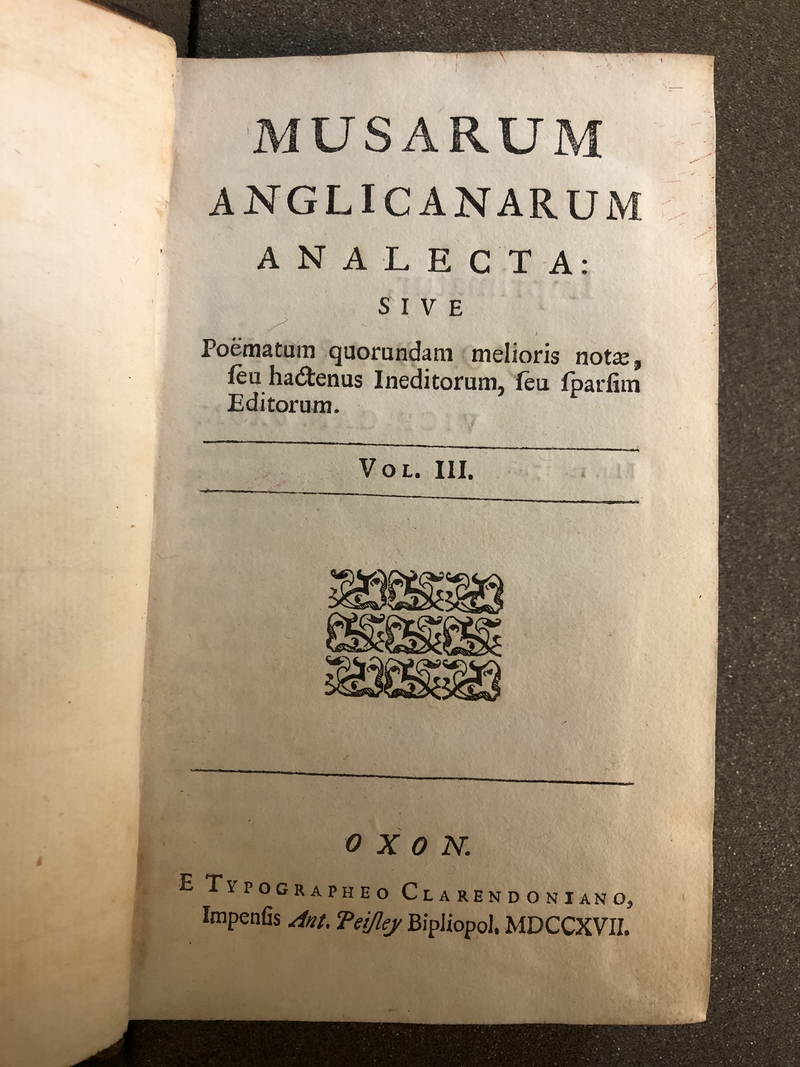 MUSARUM
ANGLICANARUM
ANALECTA:
SIVE
Poëmatum quorundam melioris notæ,
ſeu hactenus Ineditorum, ſeu ſparſim
Editorum.
VOL. III.
OXON.
E TYPOGRAPHEO CLARENDONIANO,
Impenſis Ant. Peiſley Bipliopol. MDCCXVII.